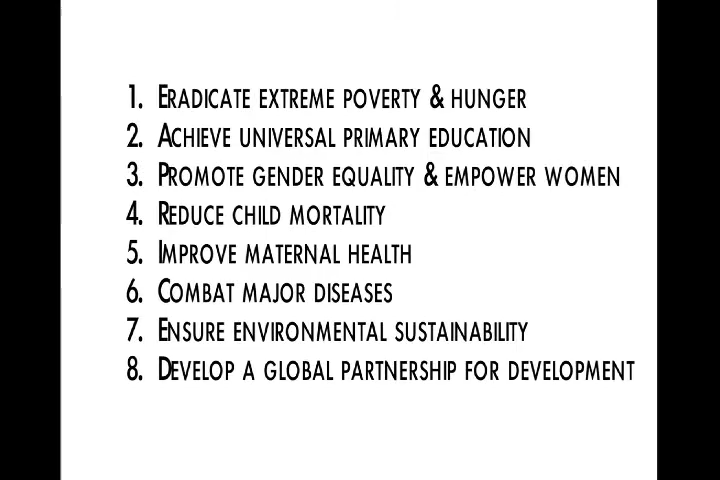 1. Eradicate extreme poverty & hunger
2. Achieve universal primary education
3. Promote gender equality & empower women
4. Reduce child mortality
5. Improve maternal health
6. Combat major diseases
7. Ensure environmental sustainability
8. Develop a global partnership for development